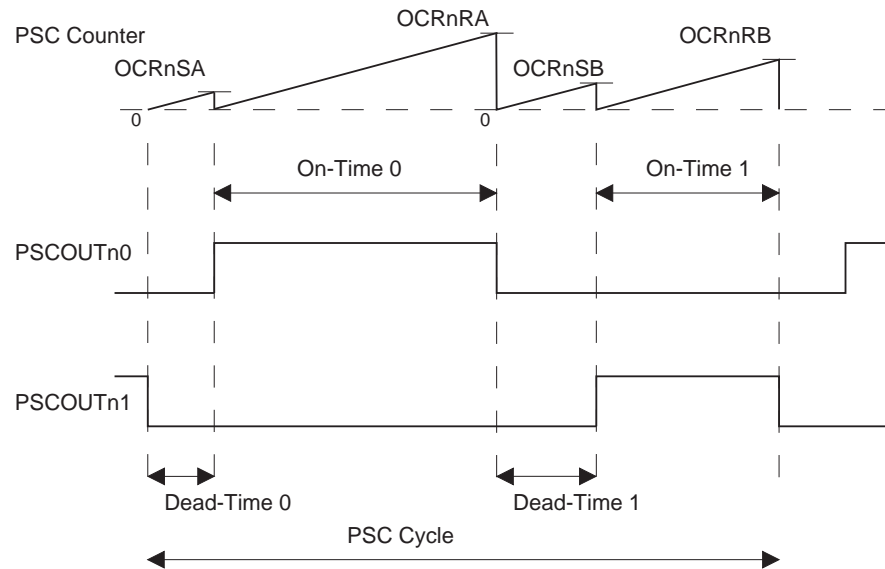 OCRnRA
PSC Counter
OCRnRB
OCRnSA
OCRnSB
0
0
On-Time 0
On-Time 1
PSCOUTn0
PSCOUTn1
Dead-Time 0
Dead-Time 1
PSC Cycle